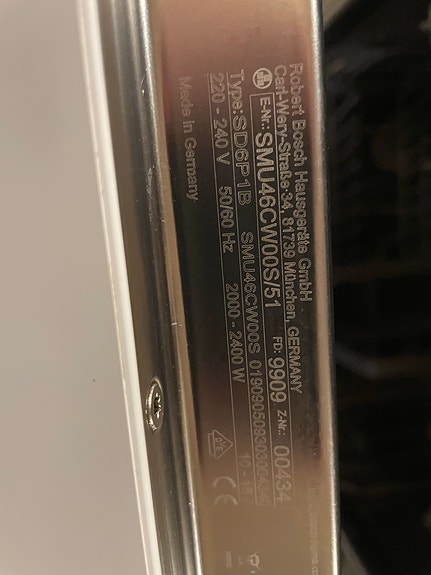 Robert Bosch Hausgeräte GmbH
Carl-Wery-Straße 34, 81739 München, GERMANY
E-Nr.: SMU46CW00S/51 FD: 9909 Z-Nr.: 00434
Type: SD6P1B SMU46CW00S
220 - 240 V 50/60 Hz 2000 - 2400 W
Made in Germany